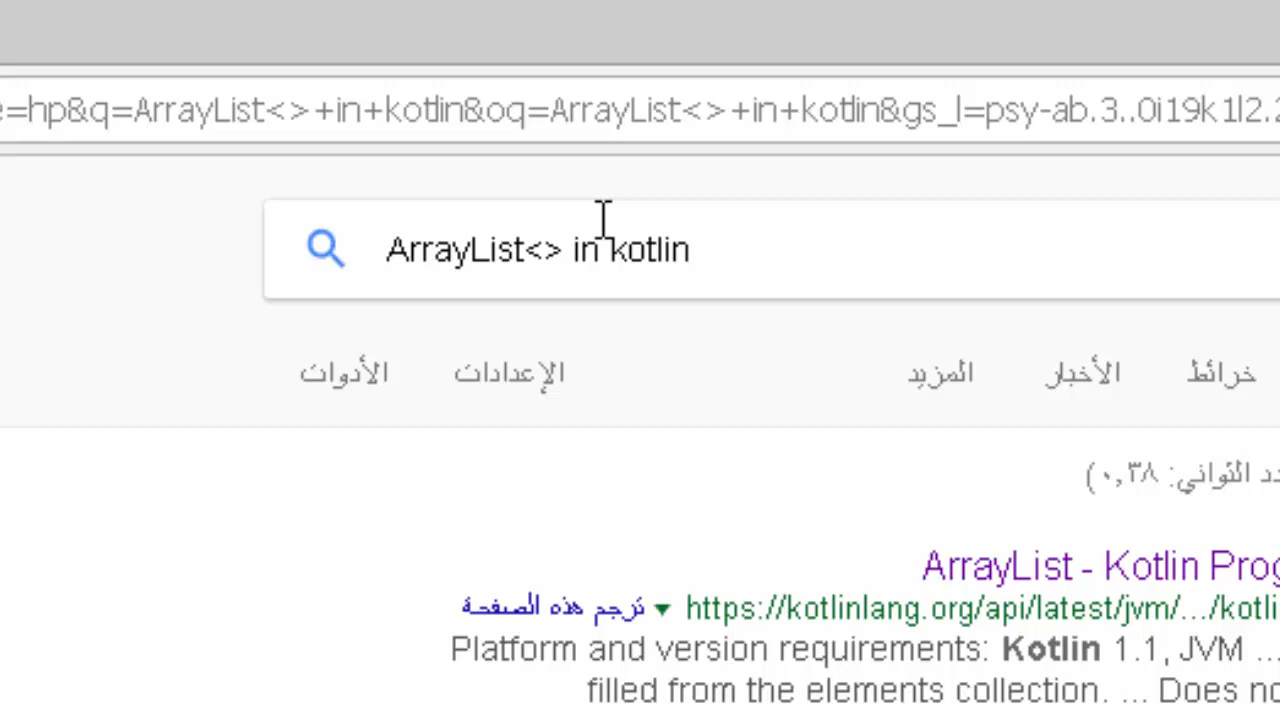 =hp&q=ArrayList<>+in+kotlin&oq=ArrayList<>+in+kotlin&gs_l=psy-ab.3..0i19k1l2.2
ArrayList<> in kotlin
خرائط الأخبار المزيد الإعدادات الأدوات
الثواني: ٠,٣٨)
ArrayList - Kotlin Prog
https://kotlinlang.org/api/latest/jvm/.../kotli ▼ ترجم هذه الصفحة
Platform and version requirements: Kotlin 1.1, JVM ...
filled from the elements collection. ... Does no